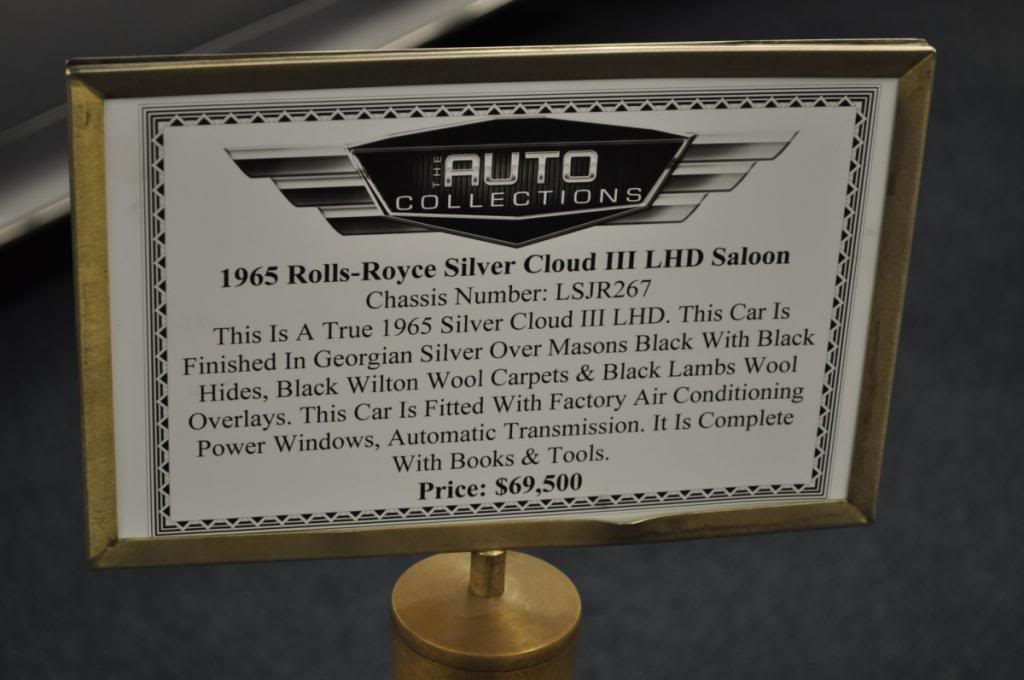 THE AUTO
COLLECTIONS
1965 Rolls-Royce Silver Cloud III LHD Saloon
Chassis Number: LSJR267
This Is A True 1965 Silver Cloud III LHD. This Car Is
Finished In Georgian Silver Over Masons Black With Black
Hides, Black Wilton Wool Carpets & Black Lambs Wool
Overlays. This Car Is Fitted With Factory Air Conditioning
Power Windows, Automatic Transmission. It Is Complete
With Books & Tools.
Price: $69,500